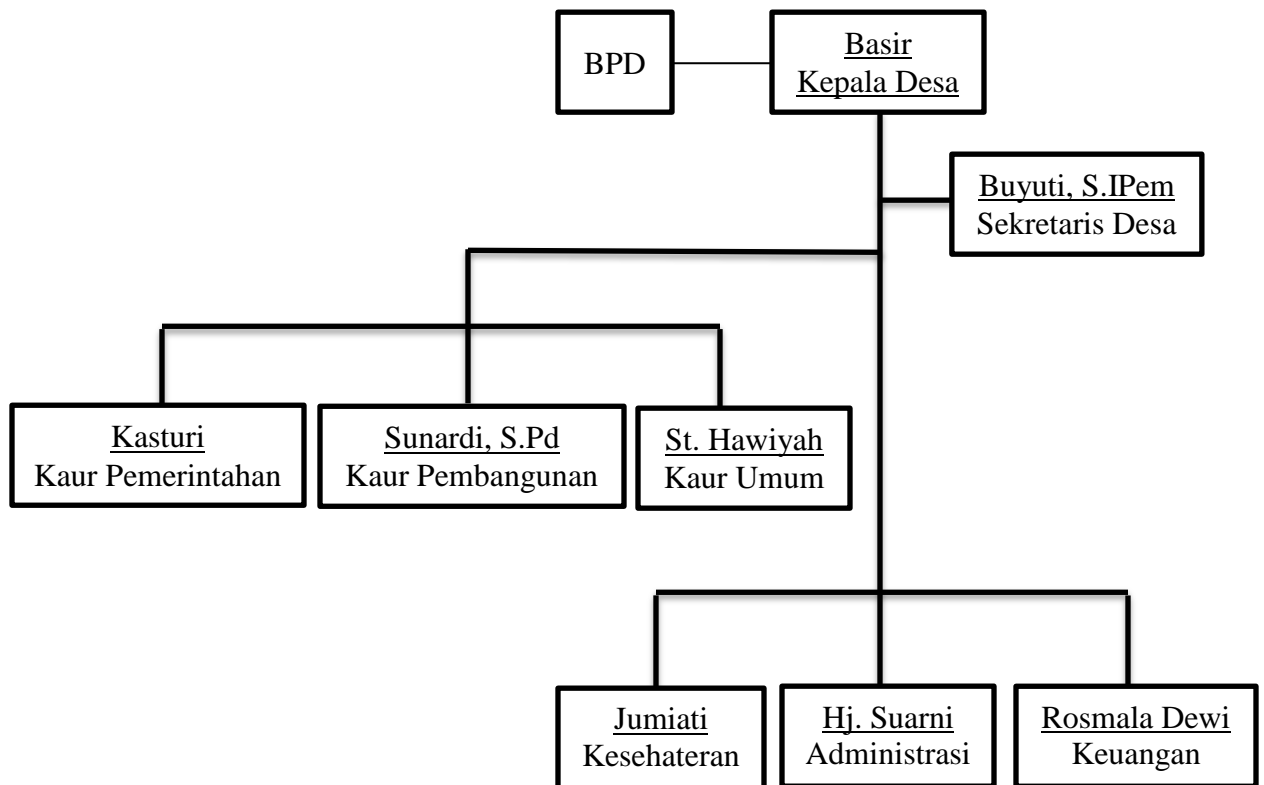 BPD
Basir
Kepala Desa
Buyuti, S.IPem
Sekretaris Desa
Kasturi
Kaur Pemerintahan
Sunardi, S.Pd
Kaur Pembangunan
St. Hawiyah
Kaur Umum
Jumiati
Kesehateran
Hj. Suarni
Administrasi
Rosmala Dewi
Keuangan